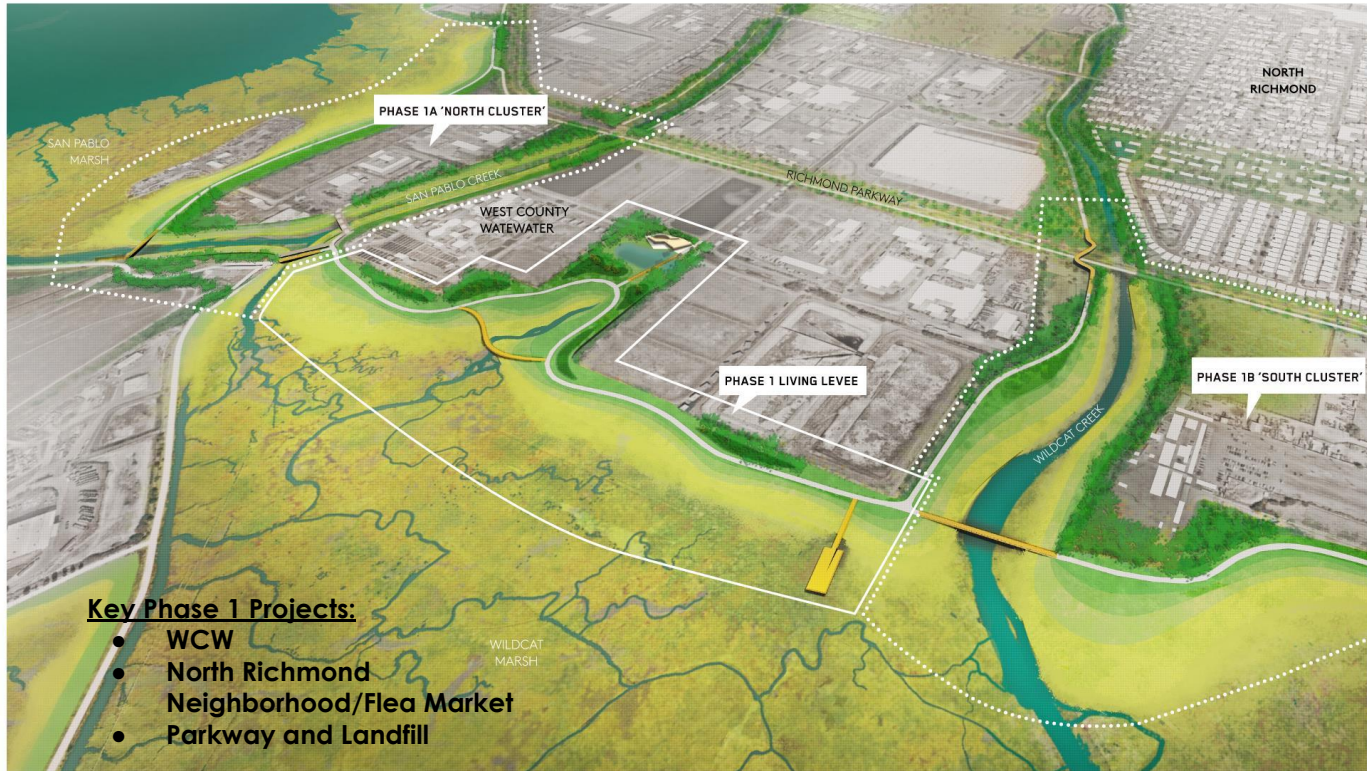 NORTH
RICHMOND
PHASE 1A 'NORTH CLUSTER'
SAN PABLO
MARSH
SAN PABLO CREEK
RICHMOND PARKWAY
WEST COUNTY
WATEWATER
PHASE 1 LIVING LEVEE
PHASE 1B 'SOUTH CLUSTER'
WILDCAT CREEK
Key Phase 1 Projects:
● WCW
● North Richmond
Neighborhood/Flea Market
● Parkway and Landfill
WILDCAT
MARSH